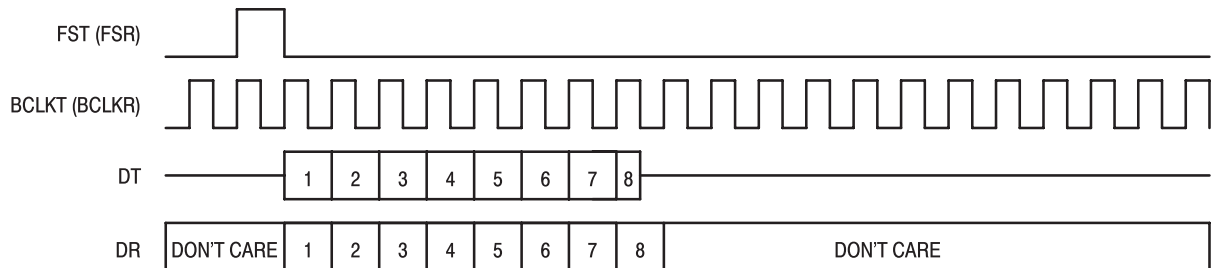 FST (FSR)
BCLKT (BCLKR)
DT 1 2 3 4 5 6 7 8
DR DON'T CARE 1 2 3 4 5 6 7 8 DON'T CARE